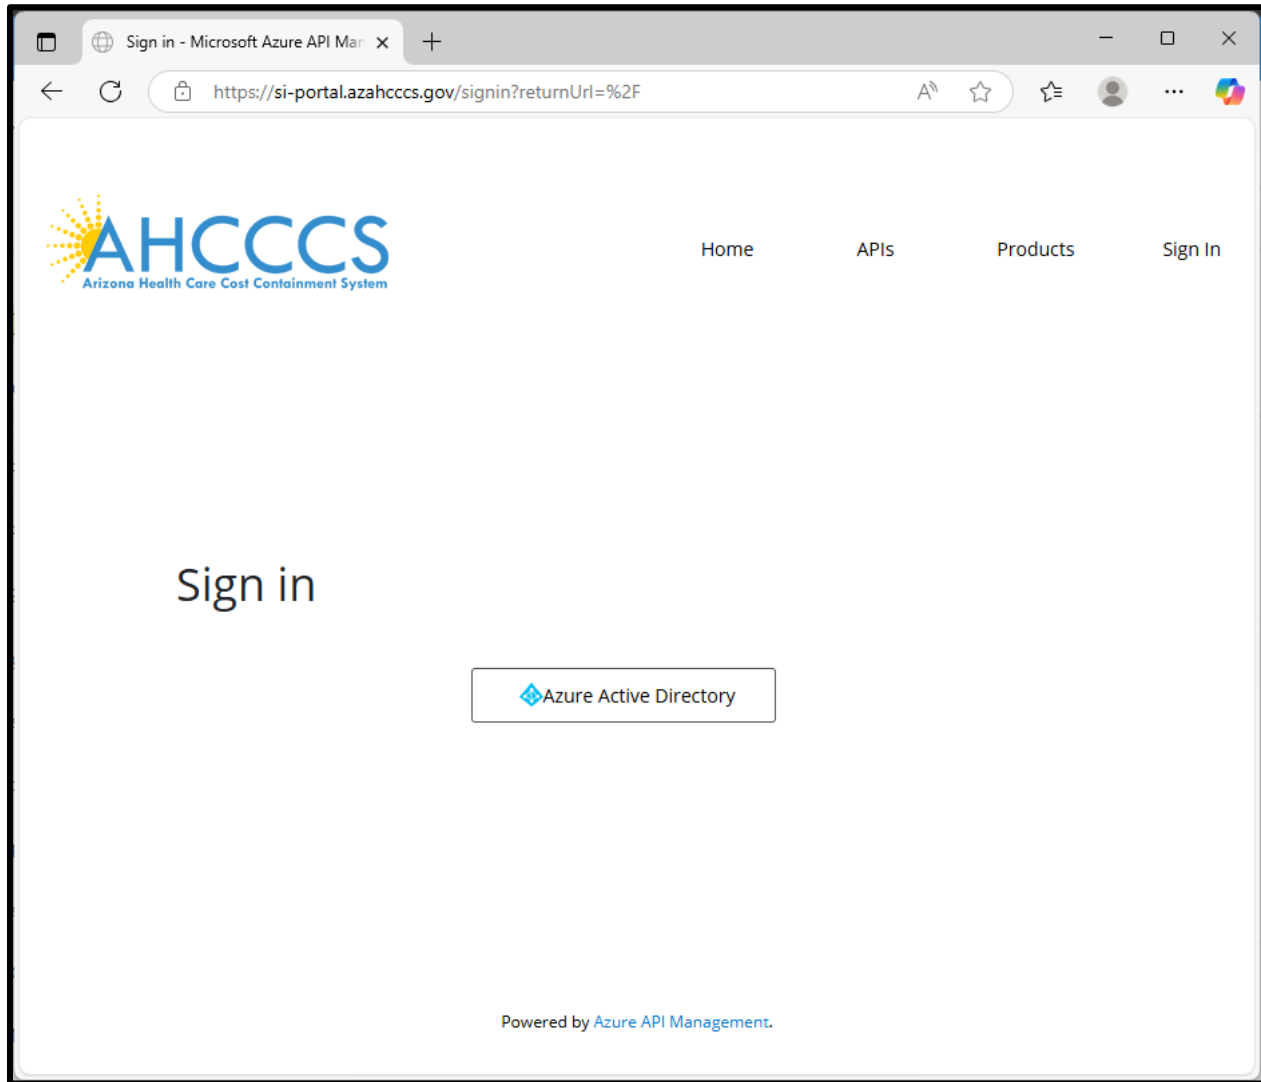 Sign in - Microsoft Azure API Man
https://si-portal.azahcccs.gov/signin?returnUrl=%2F
AHCCCS
Arizona Health Care Cost Containment System
Home APIs Products Sign In
Sign in
Azure Active Directory
Powered by Azure API Management.